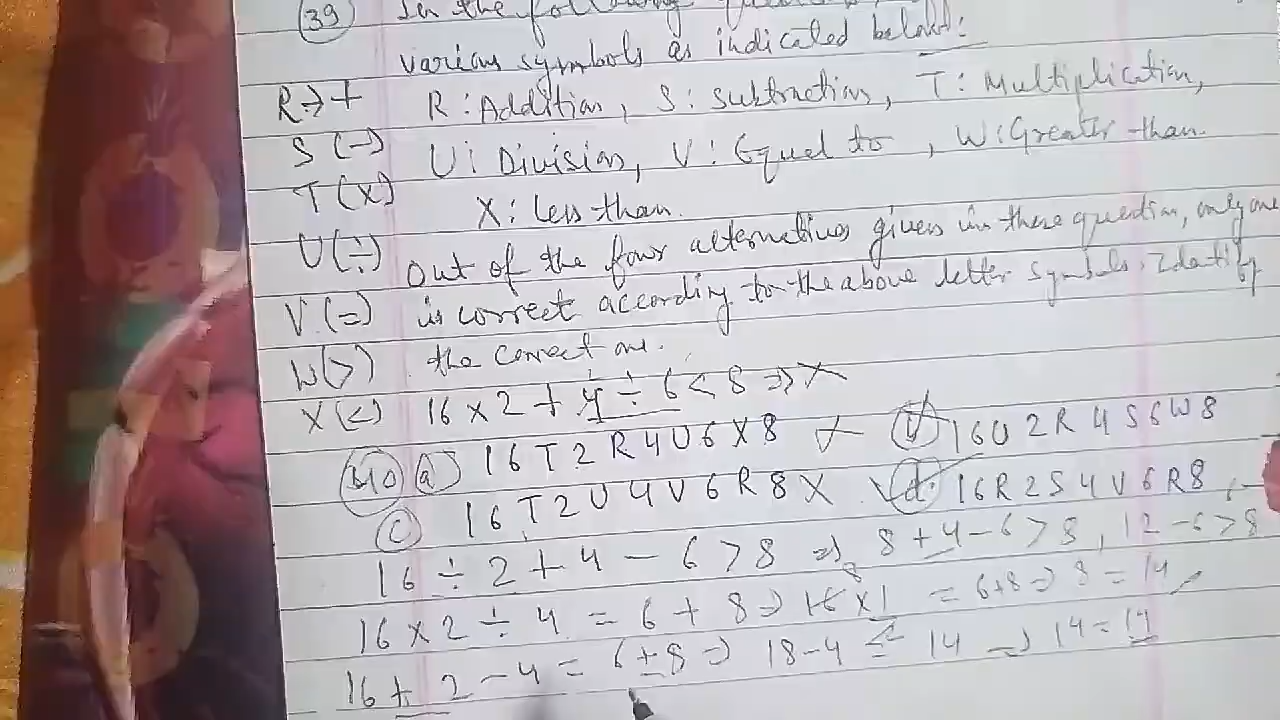 (39) In the following
various symbols as indicated below:
R→+ R : Addition, S : Subtraction, T : Multiplication,
S (-) U : Division, V : Equal to , W : Greater than.
T (×) X : Less than.
U (÷) Out of the four alternatives given in these question, only one
V (=) is correct according to the above letter symbols. Identify
W(>) the correct one.
X(<) 16 × 2 + 4 ÷ 6 < 8 ⇒ ×
(40) (a) 16 T 2 R 4 U 6 X 8 × (b) 16 U 2 R 4 S 6 W 8
(c) 16 T 2 U 4 V 6 R 8 × (d) 16 R 2 S 4 V 6 R 8
16 ÷ 2 + 4 - 6 > 8 ⇒ 8 + 4 - 6 > 8 , 12 - 6 > 8
16 × 2 ÷ 4 = 6 + 8 ⇒ 16 × 1 = 6+8 ⇒ 8 = 14
16 + 2 - 4 = 6 + 8 ⇒ 18 - 4 = 14 ⇒ 14 = 14